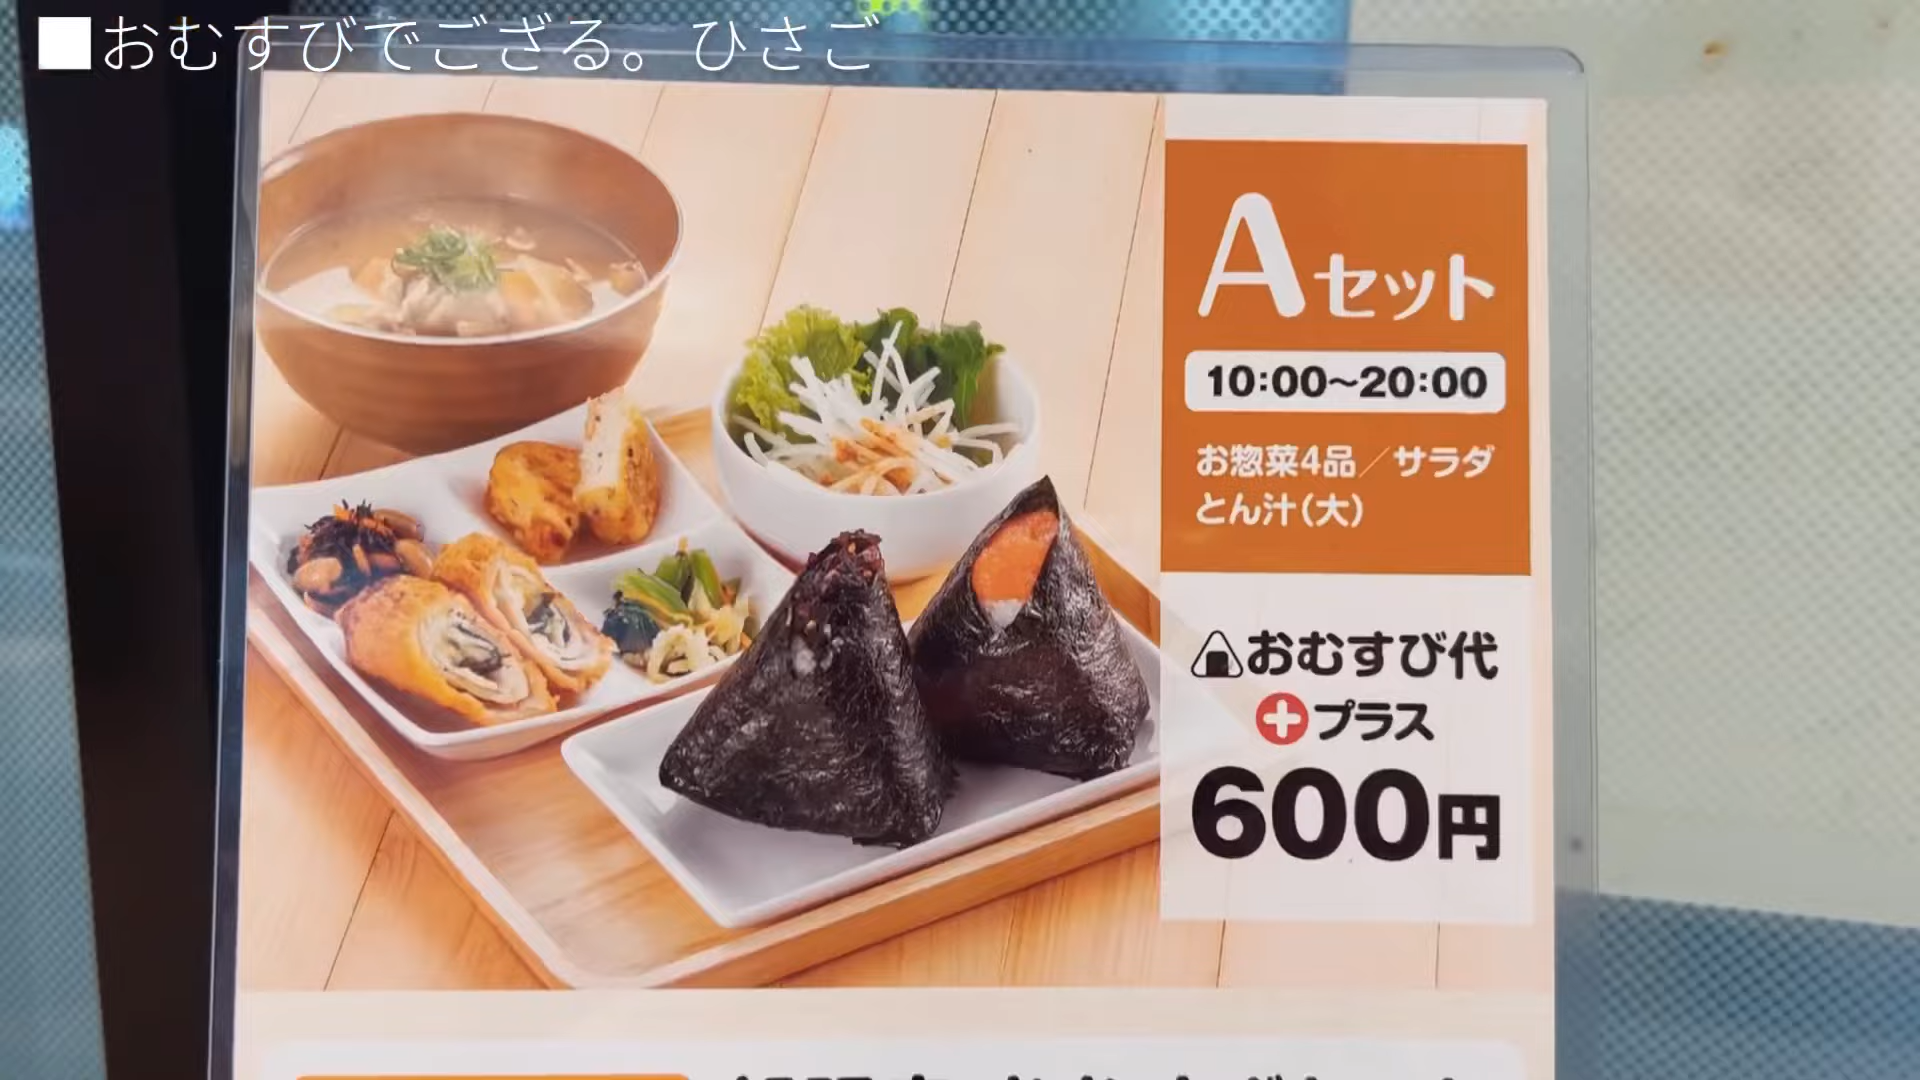 ■おむすびでござる。ひさご
Aセット
10:00〜20:00
お惣菜4品／サラダ
とん汁(大)
おむすび代
プラス
600円